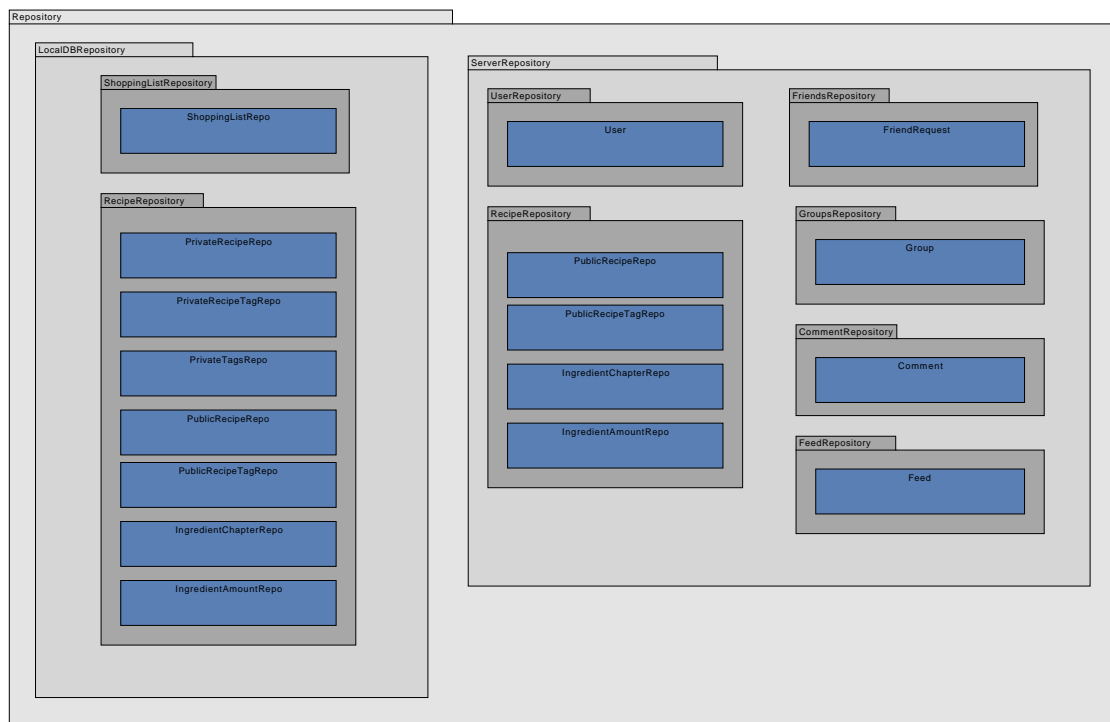 Repository
LocalDBRepository
ShoppingListRepository
ShoppingListRepo
RecipeRepository
PrivateRecipeRepo
PrivateRecipeTagRepo
PrivateTagsRepo
PublicRecipeRepo
PublicRecipeTagRepo
IngredientChapterRepo
IngredientAmountRepo
ServerRepository
UserRepository
User
RecipeRepository
PublicRecipeRepo
PublicRecipeTagRepo
IngredientChapterRepo
IngredientAmountRepo
FriendsRepository
FriendRequest
GroupsRepository
Group
CommentRepository
Comment
FeedRepository
Feed